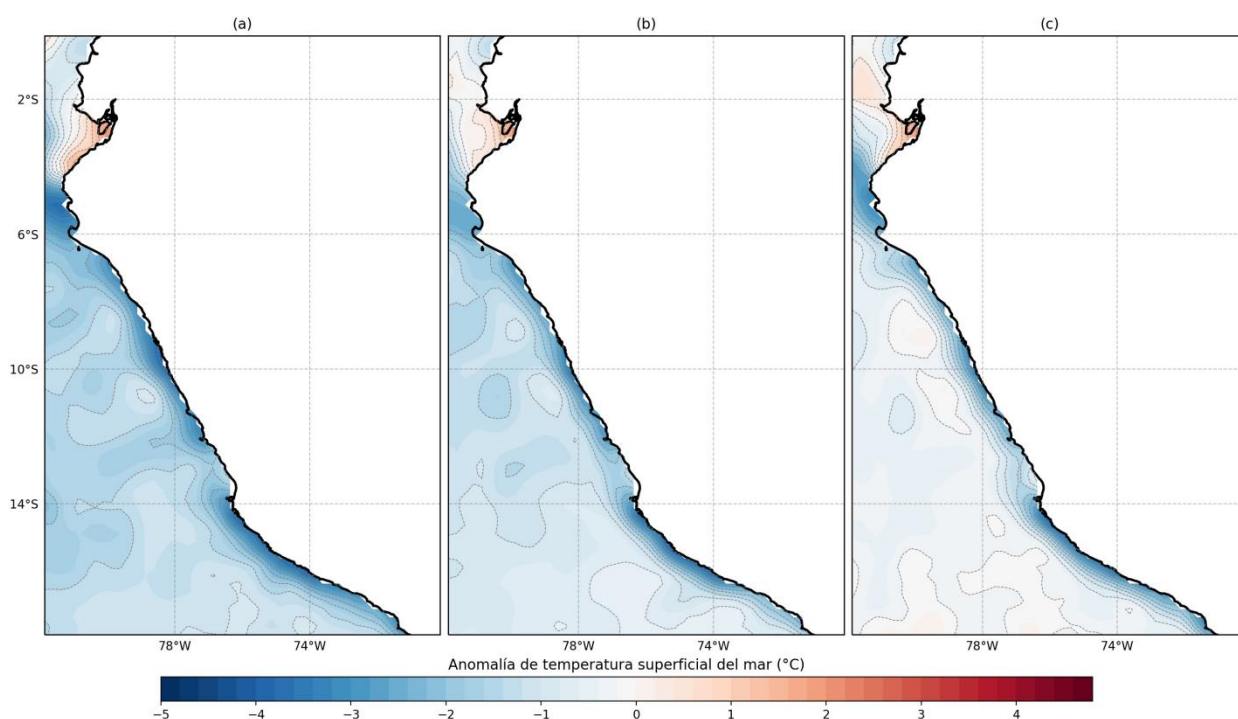 (a) (b) (c)
2°S
6°S
10°S
14°S
78°W 74°W 78°W 74°W 78°W 74°W
Anomalía de temperatura superficial del mar (°C)
−5 −4 −3 −2 −1 0 1 2 3 4